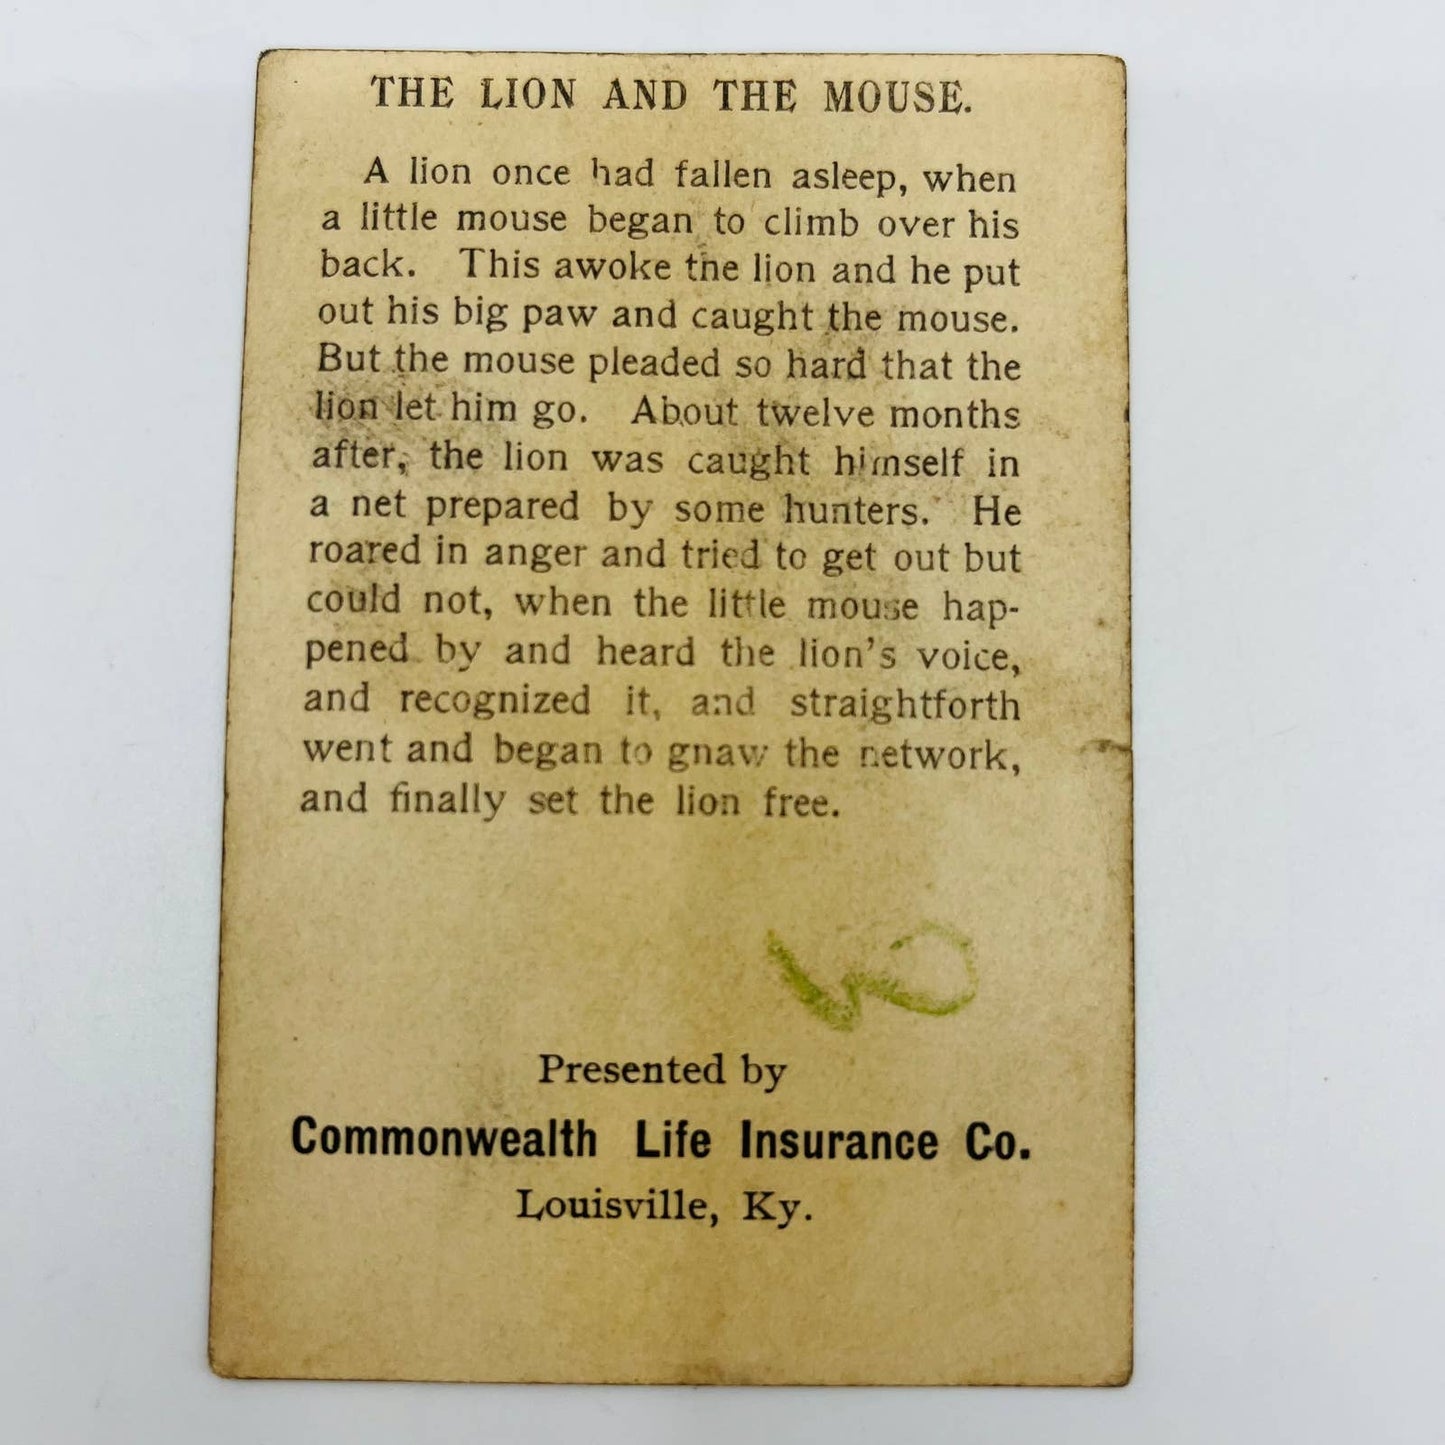 THE LION AND THE MOUSE.
A lion once had fallen asleep, when
a little mouse began to climb over his
back. This awoke the lion and he put
out his big paw and caught the mouse.
But the mouse pleaded so hard that the
lion let him go. About twelve months
after, the lion was caught himself in
a net prepared by some hunters. He
roared in anger and tried to get out but
could not, when the little mouse hap-
pened by and heard the lion's voice,
and recognized it, and straightforth
went and began to gnaw the network,
and finally set the lion free.
Presented by
Commonwealth Life Insurance Co.
Louisville, Ky.